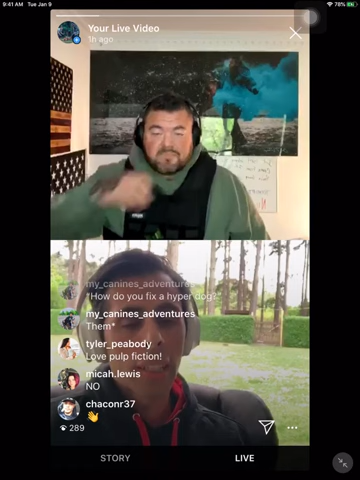 9:41 AM Tue Jan 9
78%
Your Live Video
1h ago
my_canines_adventures
"How do you fix a hyper dog?"
my_canines_adventures
Them*
tyler_peabody
Love pulp fiction!
micah.lewis
NO
chaconr37
👋
289
STORY
LIVE